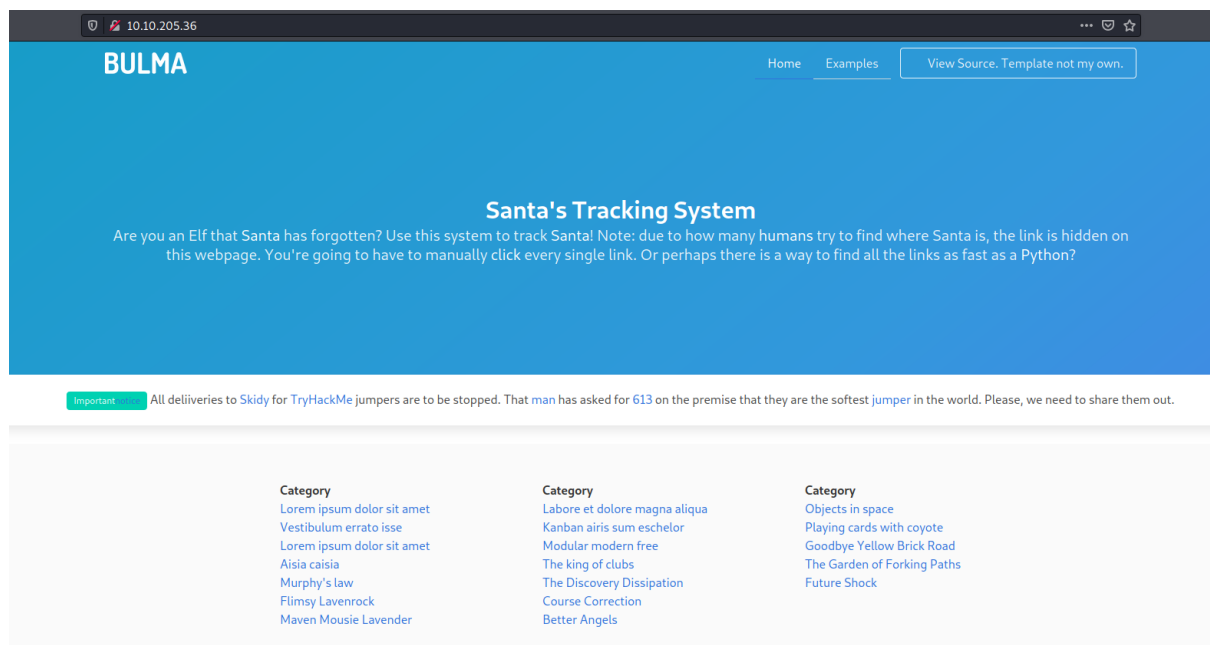 10.10.205.36
BULMA
Home Examples View Source. Template not my own.
Santa's Tracking System
Are you an Elf that Santa has forgotten? Use this system to track Santa! Note: due to how many humans try to find where Santa is, the link is hidden on
this webpage. You're going to have to manually click every single link. Or perhaps there is a way to find all the links as fast as a Python?
Importantnotice All deliiveries to Skidy for TryHackMe jumpers are to be stopped. That man has asked for 613 on the premise that they are the softest jumper in the world. Please, we need to share them out.
Category
Lorem ipsum dolor sit amet
Vestibulum errato isse
Lorem ipsum dolor sit amet
Aisia caisia
Murphy's law
Flimsy Lavenrock
Maven Mousie Lavender
Category
Labore et dolore magna aliqua
Kanban airis sum eschelor
Modular modern free
The king of clubs
The Discovery Dissipation
Course Correction
Better Angels
Category
Objects in space
Playing cards with coyote
Goodbye Yellow Brick Road
The Garden of Forking Paths
Future Shock